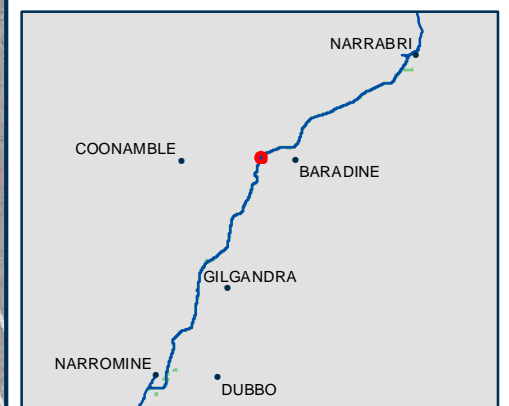 NARRABRI
COONAMBLE
BARADINE
GILGANDRA
NARROMINE
DUBBO